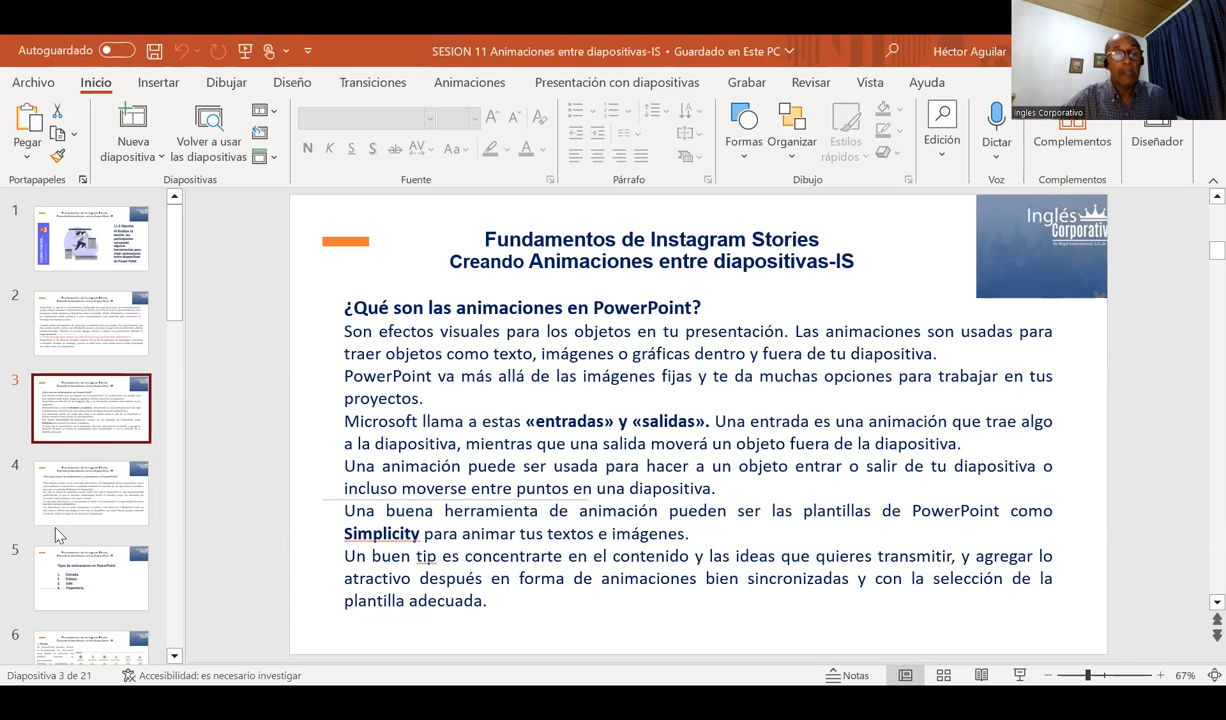 Autoguardado
SESION 11 Animaciones entre diapositivas-IS • Guardado en Este PC
Héctor Aguilar
Ingles Corporativo
Archivo Inicio Insertar Dibujar Diseño Transiciones Animaciones Presentación con diapositivas Grabar Revisar Vista Ayuda
Pegar
Nueva diapositiva
Volver a usar las diapositivas
N K S S ab AV Aa A
Formas Organizar Estilos rápidos
Edición
Dictar
Complementos
Diseñador
Portapapeles Diapositivas Fuente Párrafo Dibujo Voz Complementos
1
2
3
4
5
6
Fundamentos de Instagram Stories
Creando Animaciones entre diapositivas-IS
Inglés
Corporativ
¿Qué son las animaciones en PowerPoint?
Son efectos visuales en los objetos en tu presentación. Las animaciones son usadas para
traer objetos como texto, imágenes o gráficas dentro y fuera de tu diapositiva.
PowerPoint va más allá de las imágenes fijas y te da muchas opciones para trabajar en tus
proyectos.
Microsoft llama a esto «entradas» y «salidas». Una entrada es una animación que trae algo
a la diapositiva, mientras que una salida moverá un objeto fuera de la diapositiva.
Una animación puede ser usada para hacer a un objeto entrar o salir de tu diapositiva o
incluso moverse en un punto en una diapositiva.
Una buena herramienta de animación pueden ser las plantillas de PowerPoint como
Simplicity para animar tus textos e imágenes.
Un buen tip es concentrarte en el contenido y las ideas que quieres transmitir, y agregar lo
atractivo después en forma de animaciones bien sincronizadas y con la selección de la
plantilla adecuada.
Diapositiva 3 de 21
Accesibilidad: es necesario investigar
Notas
67%